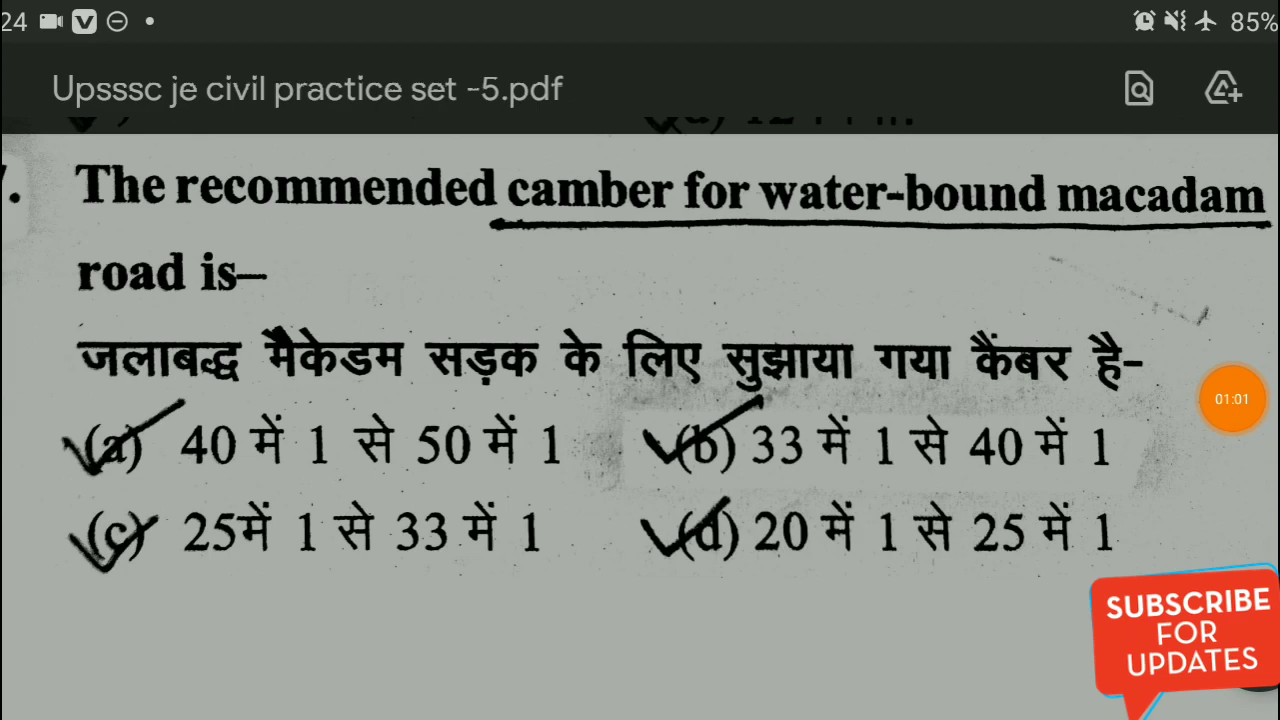 24
85%
Upsssc je civil practice set -5.pdf
The recommended camber for water-bound macadam
road is–
जलाबद्ध मैकेडम सड़क के लिए सुझाया गया कैंबर है-
(a) 40 में 1 से 50 में 1 (b) 33 में 1 से 40 में 1
(c) 25में 1 से 33 में 1 (d) 20 में 1 से 25 में 1
01:01
SUBSCRIBE
FOR
UPDATES